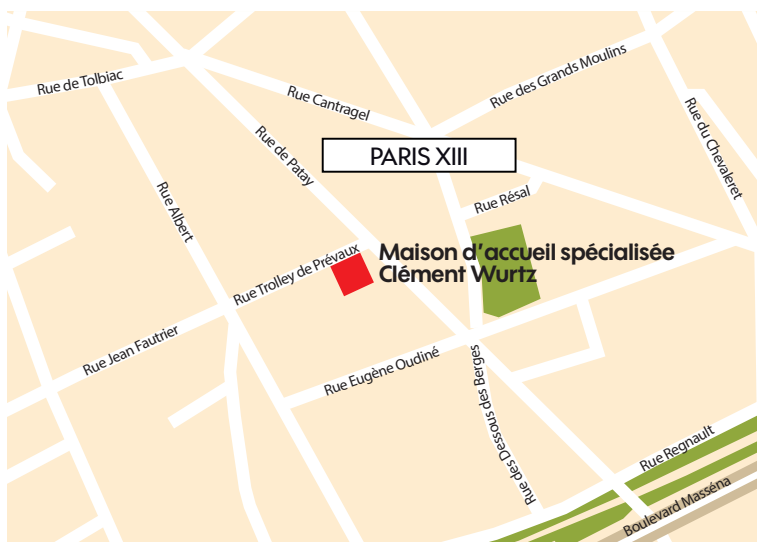 Rue de Tolbiac
Rue Cantagrel
Rue des Grands Moulins
Rue de Patay
PARIS XIII
Rue du Chevaleret
Rue Albert
Rue Résal
Rue Trolley de Prévaux
Maison d'accueil spécialisée
Clément Wurtz
Rue Jean Fautrier
Rue Eugène Oudiné
Rue des Dessous des Berges
Rue Regnault
Boulevard Masséna